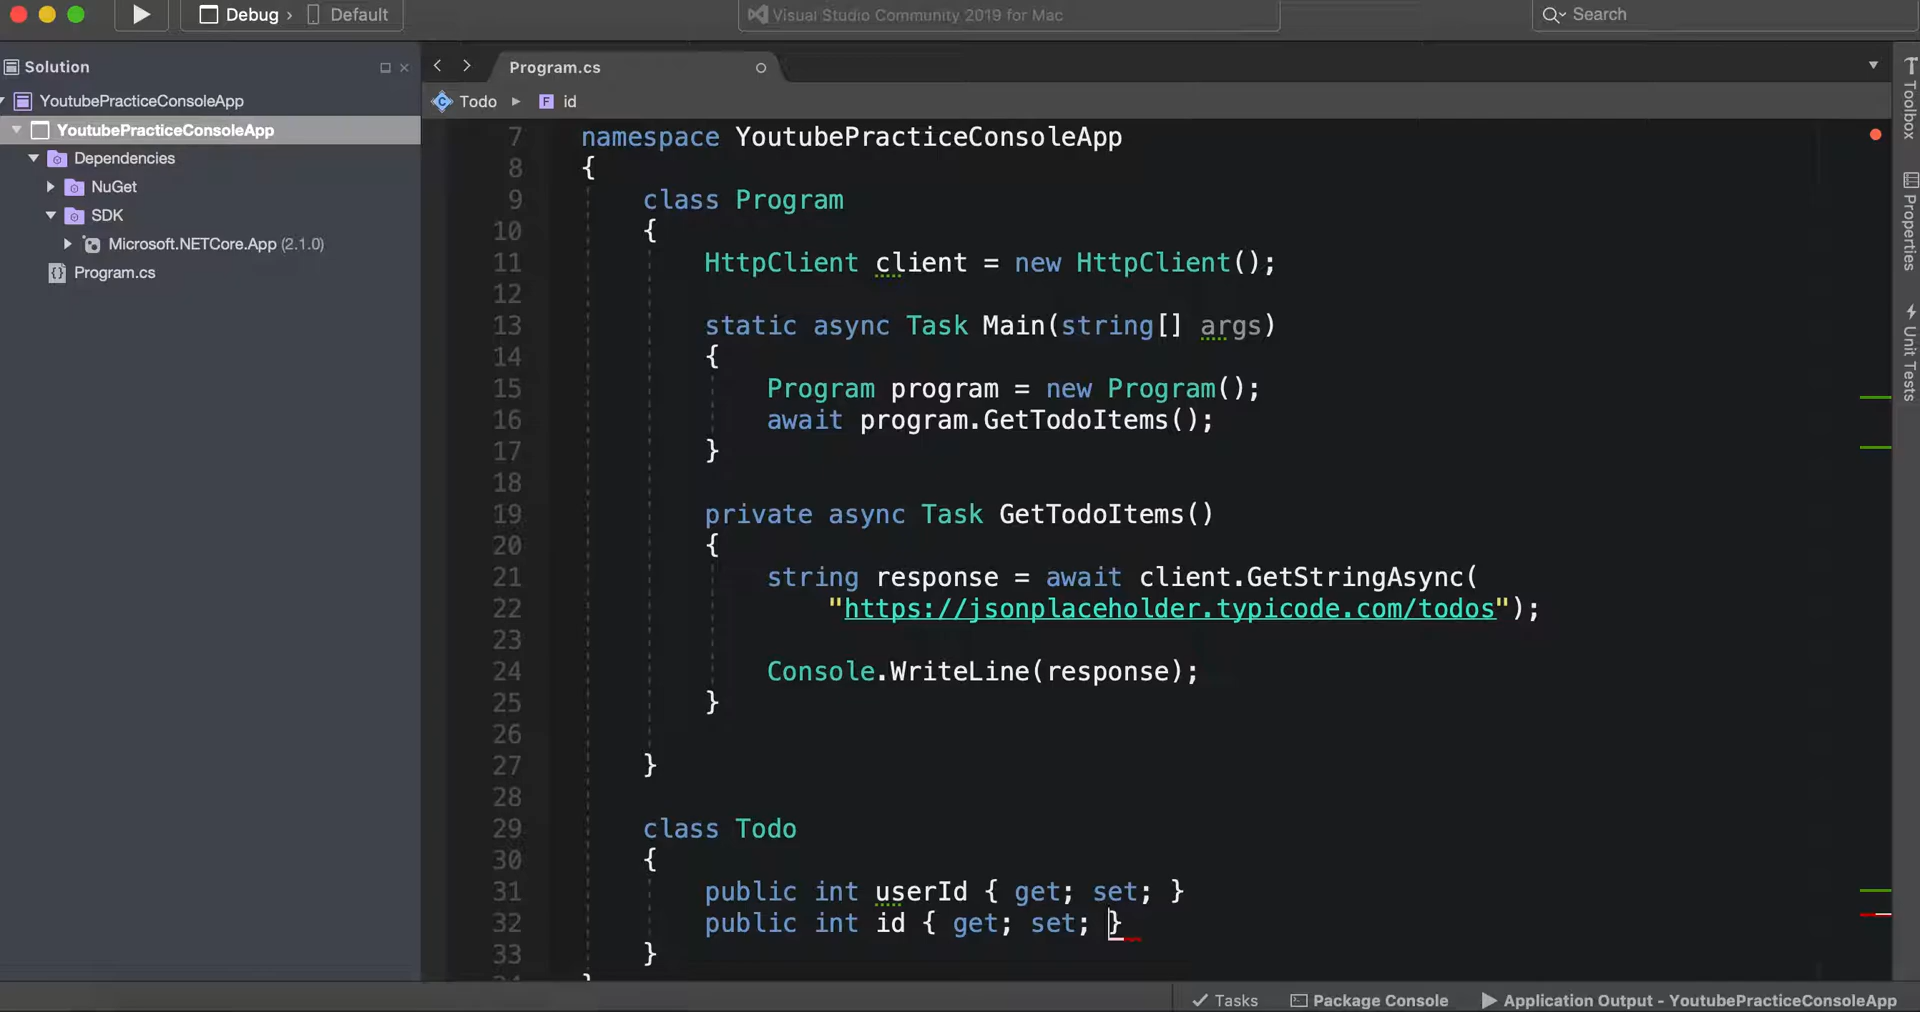 Debug › Default
Visual Studio Community 2019 for Mac
Search
Solution
YoutubePracticeConsoleApp
YoutubePracticeConsoleApp
Dependencies
NuGet
SDK
Microsoft.NETCore.App (2.1.0)
Program.cs
Program.cs
Todo ▸ id
7 namespace YoutubePracticeConsoleApp
8 {
9 class Program
10 {
11 HttpClient client = new HttpClient();
12
13 static async Task Main(string[] args)
14 {
15 Program program = new Program();
16 await program.GetTodoItems();
17 }
18
19 private async Task GetTodoItems()
20 {
21 string response = await client.GetStringAsync(
22 "https://jsonplaceholder.typicode.com/todos");
23
24 Console.WriteLine(response);
25 }
26
27 }
28
29 class Todo
30 {
31 public int userId { get; set; }
32 public int id { get; set; }
33 }
Toolbox
Properties
Unit Tests
Tasks
Package Console
Application Output - YoutubePracticeConsoleApp